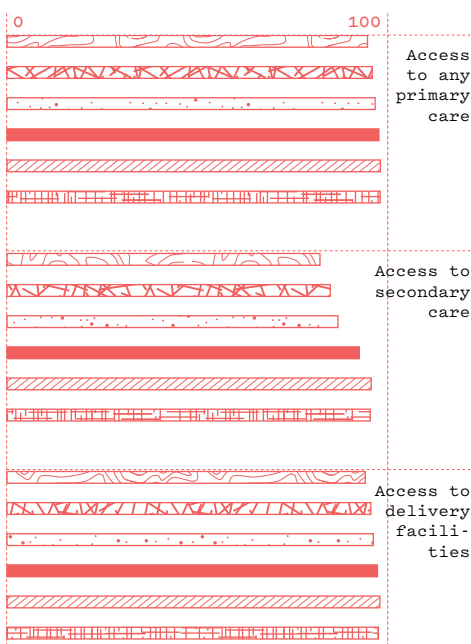 0 100
Access
to any
primary
care
Access to
secondary
care
Access to
delivery
facili-
ties